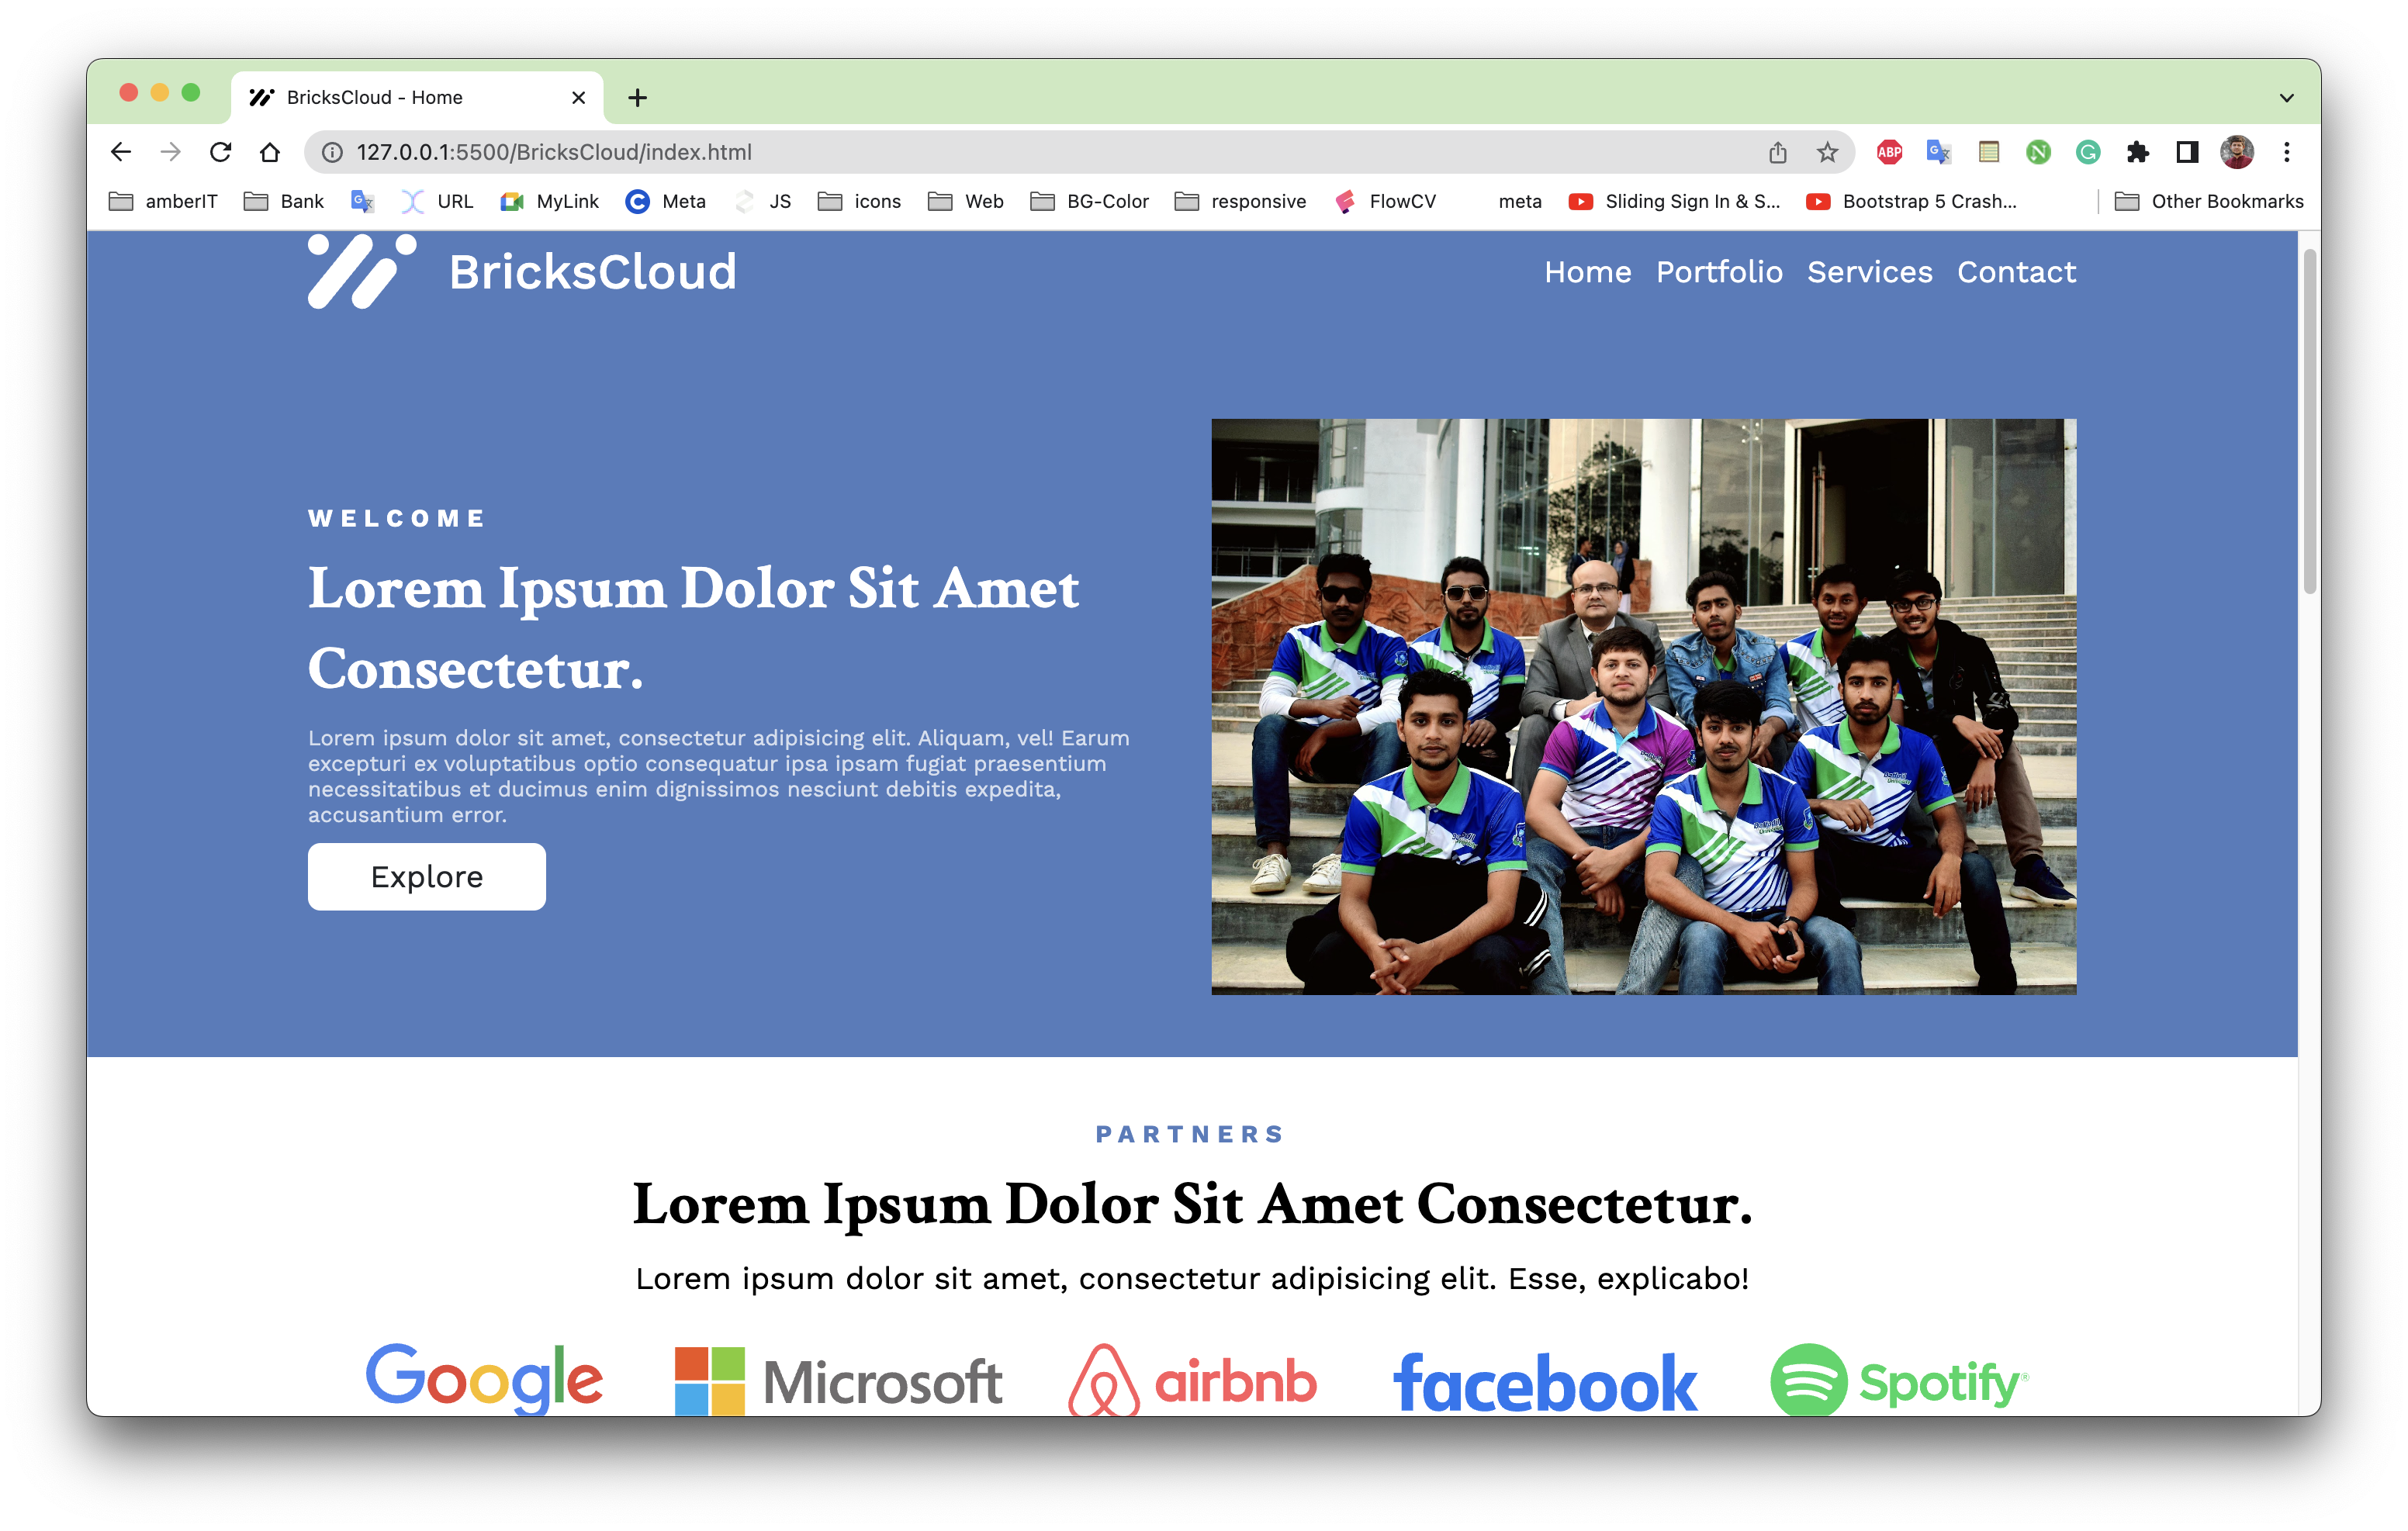 BricksCloud - Home
127.0.0.1:5500/BricksCloud/index.html
ABP
amberIT Bank URL MyLink Meta JS icons Web BG-Color responsive FlowCV meta Sliding Sign In & S... Bootstrap 5 Crash... Other Bookmarks
BricksCloud
Home Portfolio Services Contact
WELCOME
Lorem Ipsum Dolor Sit Amet
Consectetur.
Lorem ipsum dolor sit amet, consectetur adipisicing elit. Aliquam, vel! Earum
excepturi ex voluptatibus optio consequatur ipsa ipsam fugiat praesentium
necessitatibus et ducimus enim dignissimos nesciunt debitis expedita,
accusantium error.
Explore
PARTNERS
Lorem Ipsum Dolor Sit Amet Consectetur.
Lorem ipsum dolor sit amet, consectetur adipisicing elit. Esse, explicabo!
Google Microsoft airbnb facebook Spotify®